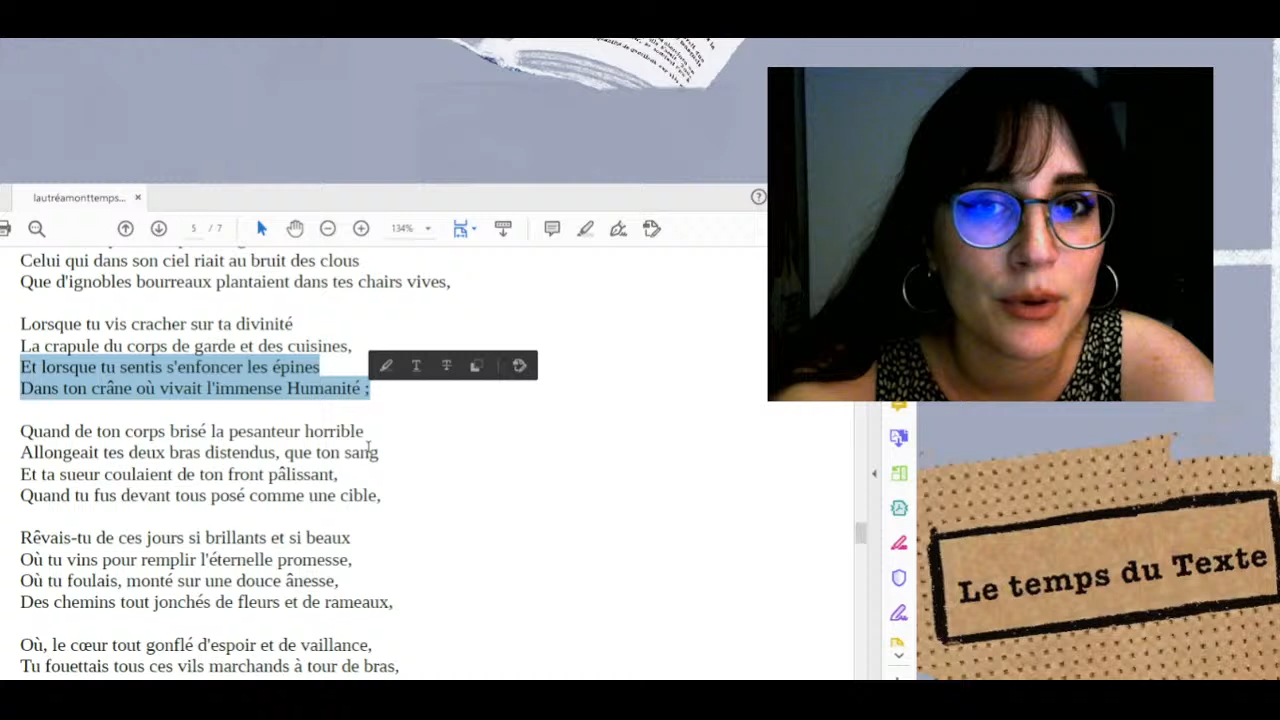 lautréamonttemps...
5 / 7
134%
Celui qui dans son ciel riait au bruit des clous
Que d'ignobles bourreaux plantaient dans tes chairs vives,
Lorsque tu vis cracher sur ta divinité
La crapule du corps de garde et des cuisines,
Et lorsque tu sentis s'enfoncer les épines
Dans ton crâne où vivait l'immense Humanité ;
Quand de ton corps brisé la pesanteur horrible
Allongeait tes deux bras distendus, que ton sang
Et ta sueur coulaient de ton front pâlissant,
Quand tu fus devant tous posé comme une cible,
Rêvais-tu de ces jours si brillants et si beaux
Où tu vins pour remplir l'éternelle promesse,
Où tu foulais, monté sur une douce ânesse,
Des chemins tout jonchés de fleurs et de rameaux,
Où, le cœur tout gonflé d'espoir et de vaillance,
Tu fouettais tous ces vils marchands à tour de bras,
Le temps du Texte